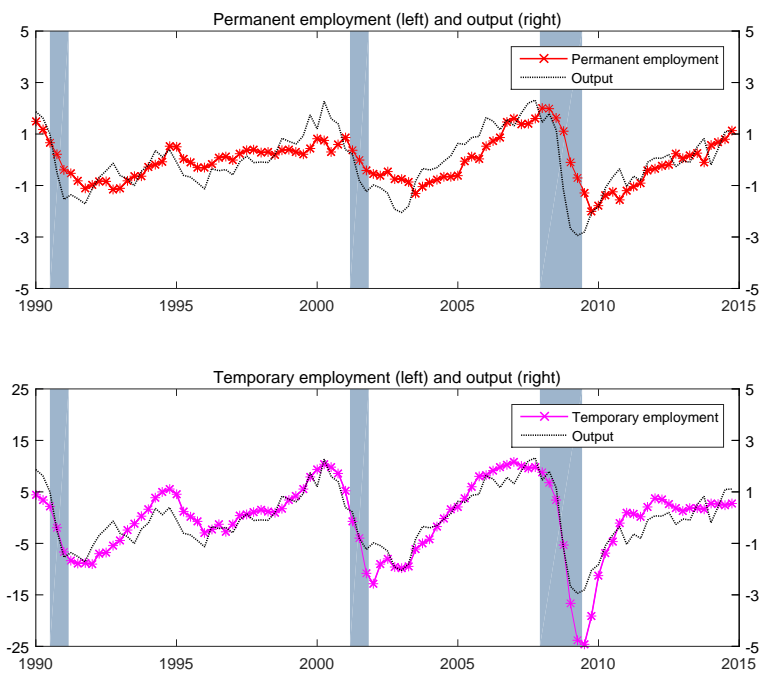 Permanent employment (left) and output (right)
5 5
3 3
1 1
-1 -1
-3 -3
-5 -5
Permanent employment
Output
1990 1995 2000 2005 2010 2015
Temporary employment (left) and output (right)
25 5
15 3
5 1
-5 -1
-15 -3
-25 -5
Temporary employment
Output
1990 1995 2000 2005 2010 2015